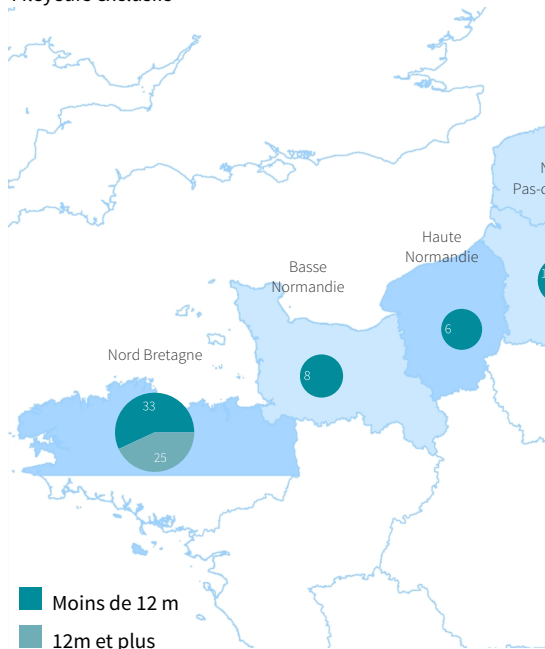 Haute
Normandie
Basse
Normandie
6
8
Nord Bretagne
33
25
Moins de 12 m
12m et plus